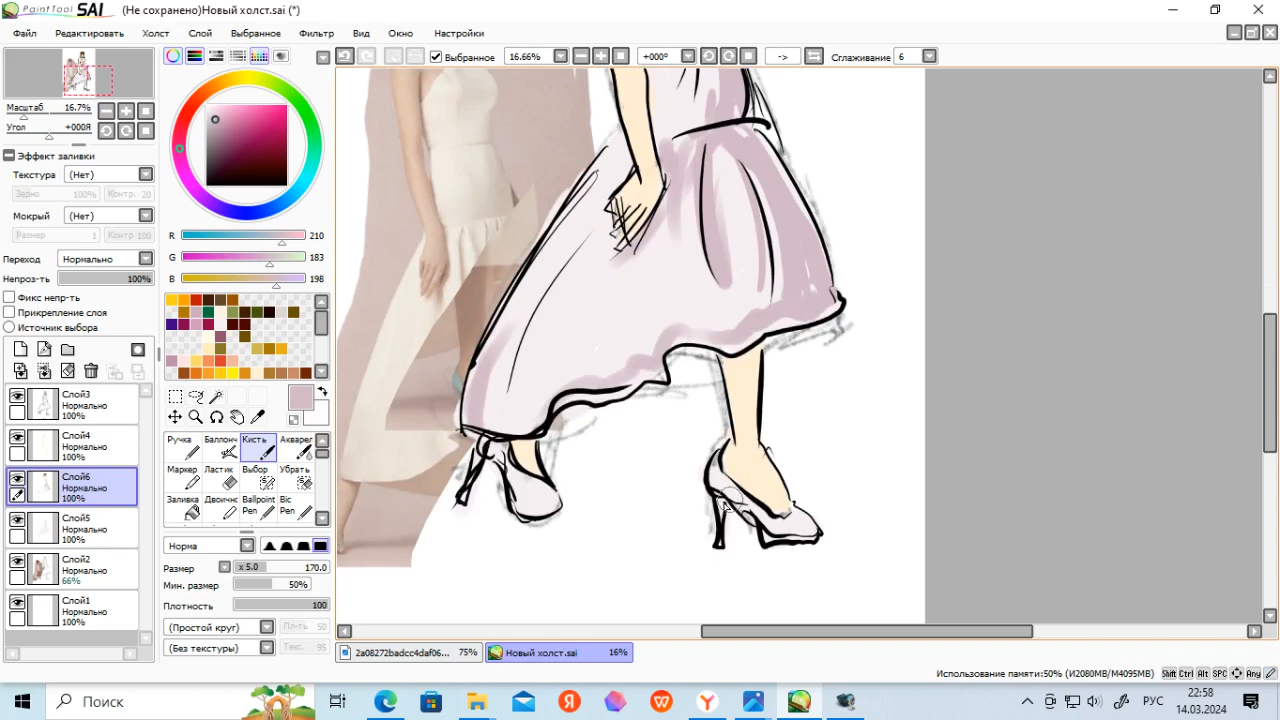 PaintTool SAI (Не сохранено)Новый холст.sai (*)
Файл Редактировать Холст Слой Выбранное Фильтр Вид Окно Настройки
Выбранное 16.66% +000º -> Сглаживание 6
Масштаб 16.7%
Угол +000Я
Эффект заливки
Текстура (Нет)
Зерно 100% Контр. 20
Мокрый (Нет)
Размер 1 Контр 100
Переход Нормально
Непроз-ть 100%
Фикс непр-ть
Прикрепление слоя
Источник выбора
Слой3
Нормально
100%
Слой4
Нормально
100%
Слой6
Нормально
100%
Слой5
Нормально
100%
Слой2
Нормально
66%
Слой1
Нормально
100%
R 210
G 183
B 198
Ручка Баллонч Кисть Акварел
Маркер Ластик Выбор Убрать
Заливка Двоичнс Ballpoint Pen Bic Pen
Норма
Размер x 5.0 170.0
Мин. размер 50%
Плотность 100
(Простой круг) Пл-ть 50
(Без текстуры) Текс. 95
2a08272badcc4daf06... 75% Новый холст.sai 16%
Использование памяти:50% (И2080MB/М4095MB) Shift Ctrl Alt SPC Any
Поиск
РУС
22:58
14.03.2024